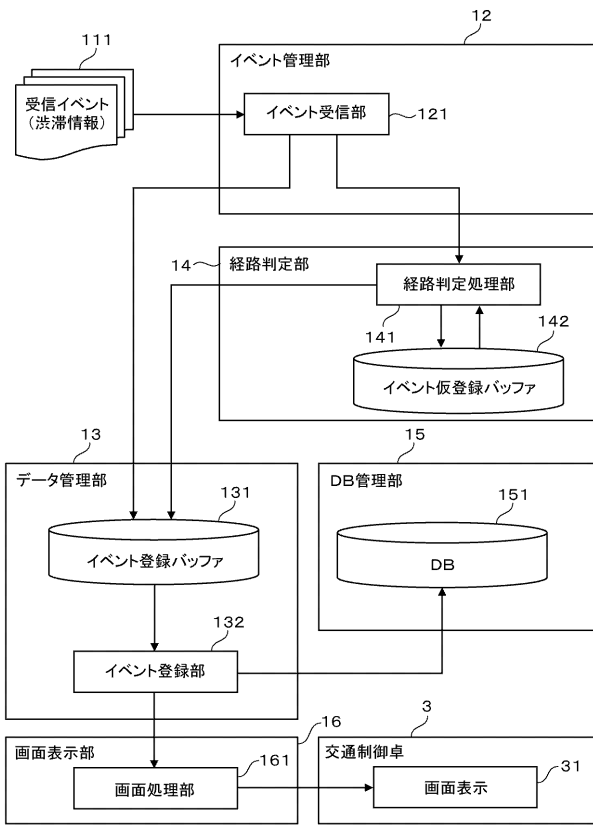 111
受信イベント
(渋滞情報)
12
イベント管理部
イベント受信部
121
14
経路判定部
経路判定処理部
141
142
イベント仮登録バッファ
13
データ管理部
131
イベント登録バッファ
132
イベント登録部
15
DB管理部
151
DB
16
画面表示部
161
画面処理部
3
交通制御卓
画面表示
31